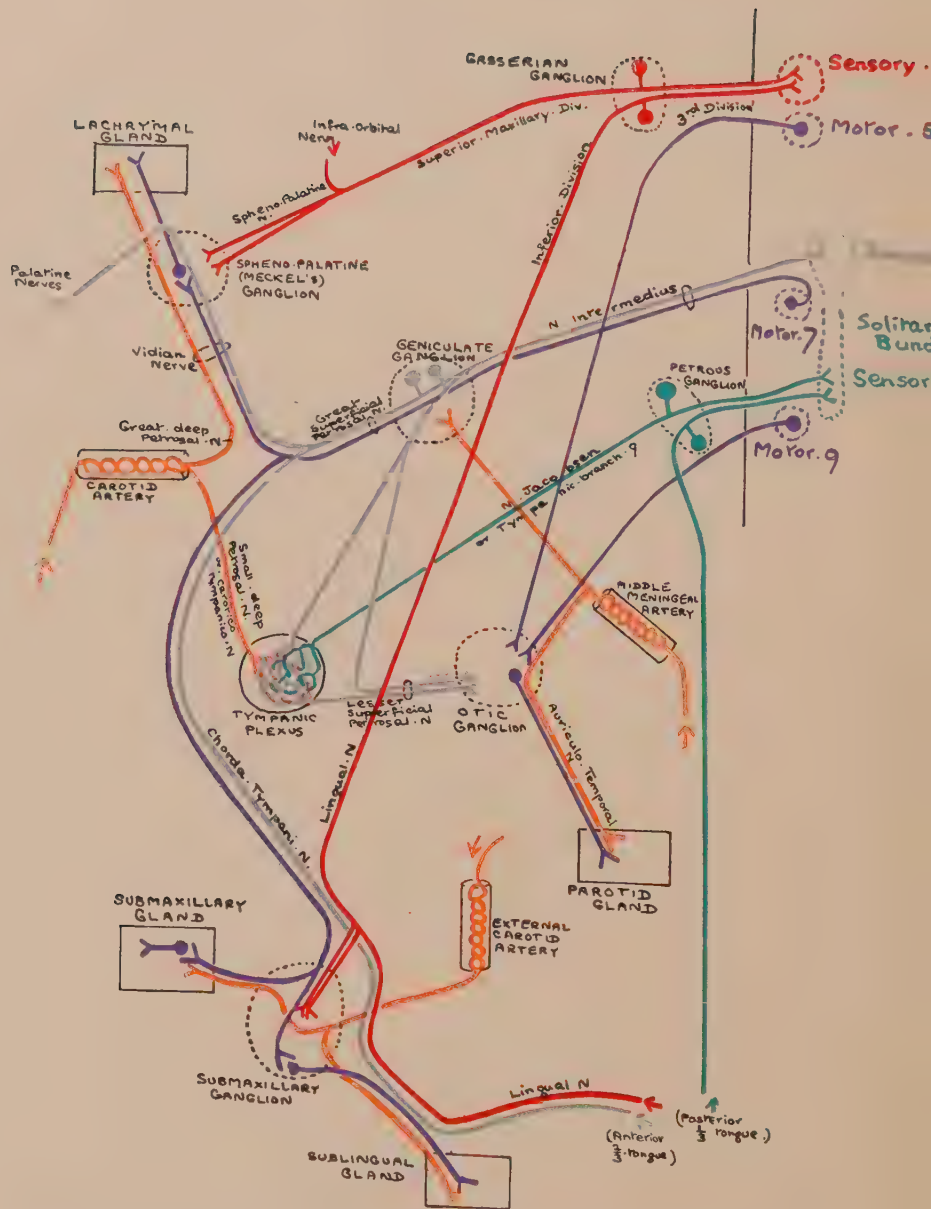 GASSERIAN
GANGLION
Sensory.
3rd Division
Motor.
LACHRYMAL
GLAND
Infra.Orbital
Nerve
Superior.Maxillary.Div.
Spheno.Palatine
N.
Inferior.Division
SPHENO.PALATINE
(MECKEL'S)
GANGLION
Palatine
Nerves
N Intermedius
Motor.7
Solitar
Bund
Sensor
Vidian
Nerve
GENICULATE
GANGLION
PETROUS
GANGLION
Great
Superficial
Petrosal.N.
Great.deep
Petrosal.N
Motor.9
CAROTID
ARTERY
N.Jacobsen
or Tympanic.branch.9
Small.deep
Petrosal.N.
or Carotico
Tympanico.N
MIDDLE
MENINGEAL
ARTERY
TYMPANIC
PLEXUS
Lesser
Superficial
Petrosal.N
OTIC
GANGLION
Auriculo.Temporal
N
Chorda.Tympani.N.
Lingual.N
PAROTID
GLAND
SUBMAXILLARY
GLAND
EXTERNAL
CAROTID
ARTERY
SUBMAXILLARY
GANGLION
Lingual N
(Anterior
2/3.tongue)
(Posterior
1/3 tongue.)
SUBLINGUAL
GLAND